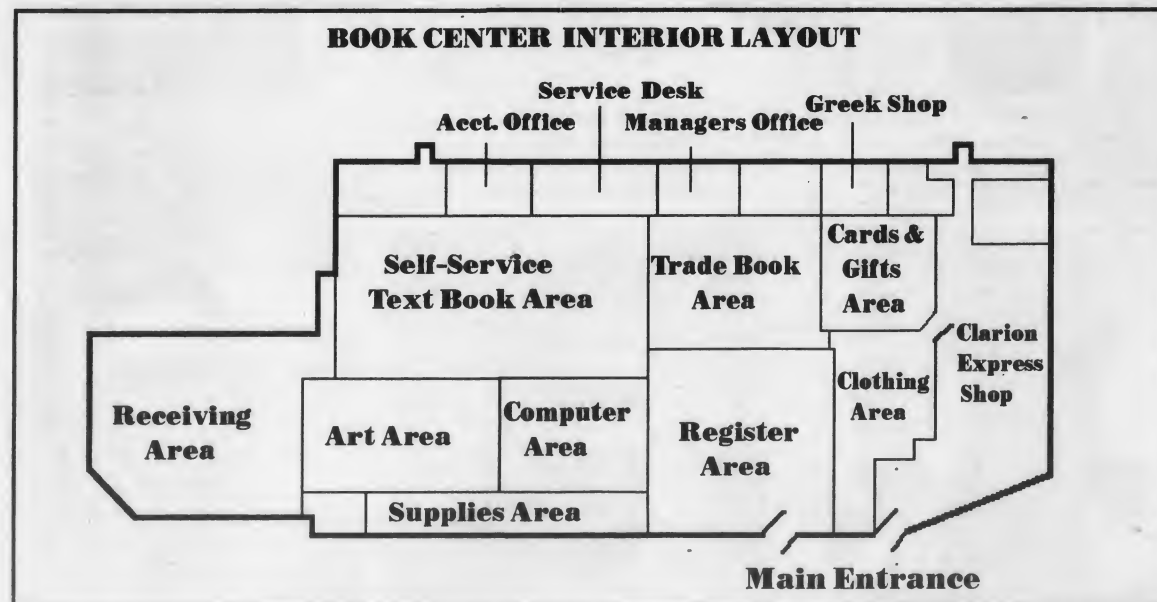 BOOK CENTER INTERIOR LAYOUT
Service Desk
Greek Shop
Acct. Office
Managers Office
Self-Service
Text Book Area
Trade Book
Area
Cards &
Gifts
Area
Clarion
Express
Shop
Clothing
Area
Receiving
Area
Art Area
Computer
Area
Register
Area
Supplies Area
Main Entrance